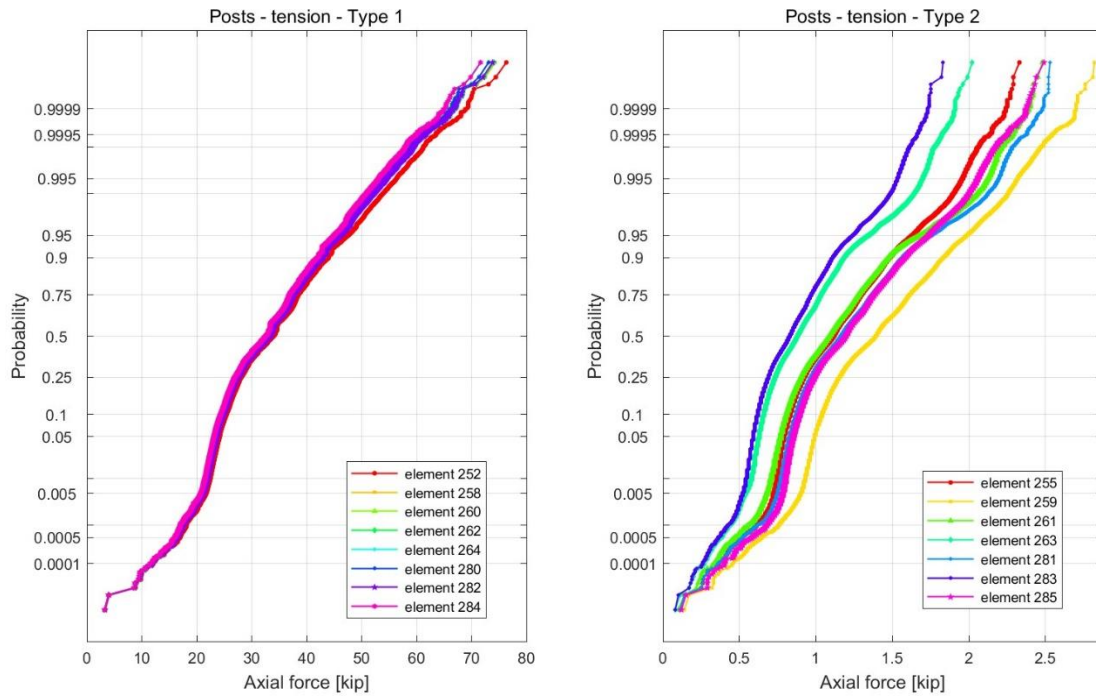 Posts - tension - Type 1
Probability
0.9999
0.9995
0.995
0.95
0.9
0.75
0.5
0.25
0.1
0.05
0.005
0.0005
0.0001
element 252
element 258
element 260
element 262
element 264
element 280
element 282
element 284
0 10 20 30 40 50 60 70 80
Axial force [kip]
Posts - tension - Type 2
Probability
0.9999
0.9995
0.995
0.95
0.9
0.75
0.5
0.25
0.1
0.05
0.005
0.0005
0.0001
element 255
element 259
element 261
element 263
element 281
element 283
element 285
0 0.5 1 1.5 2 2.5
Axial force [kip]